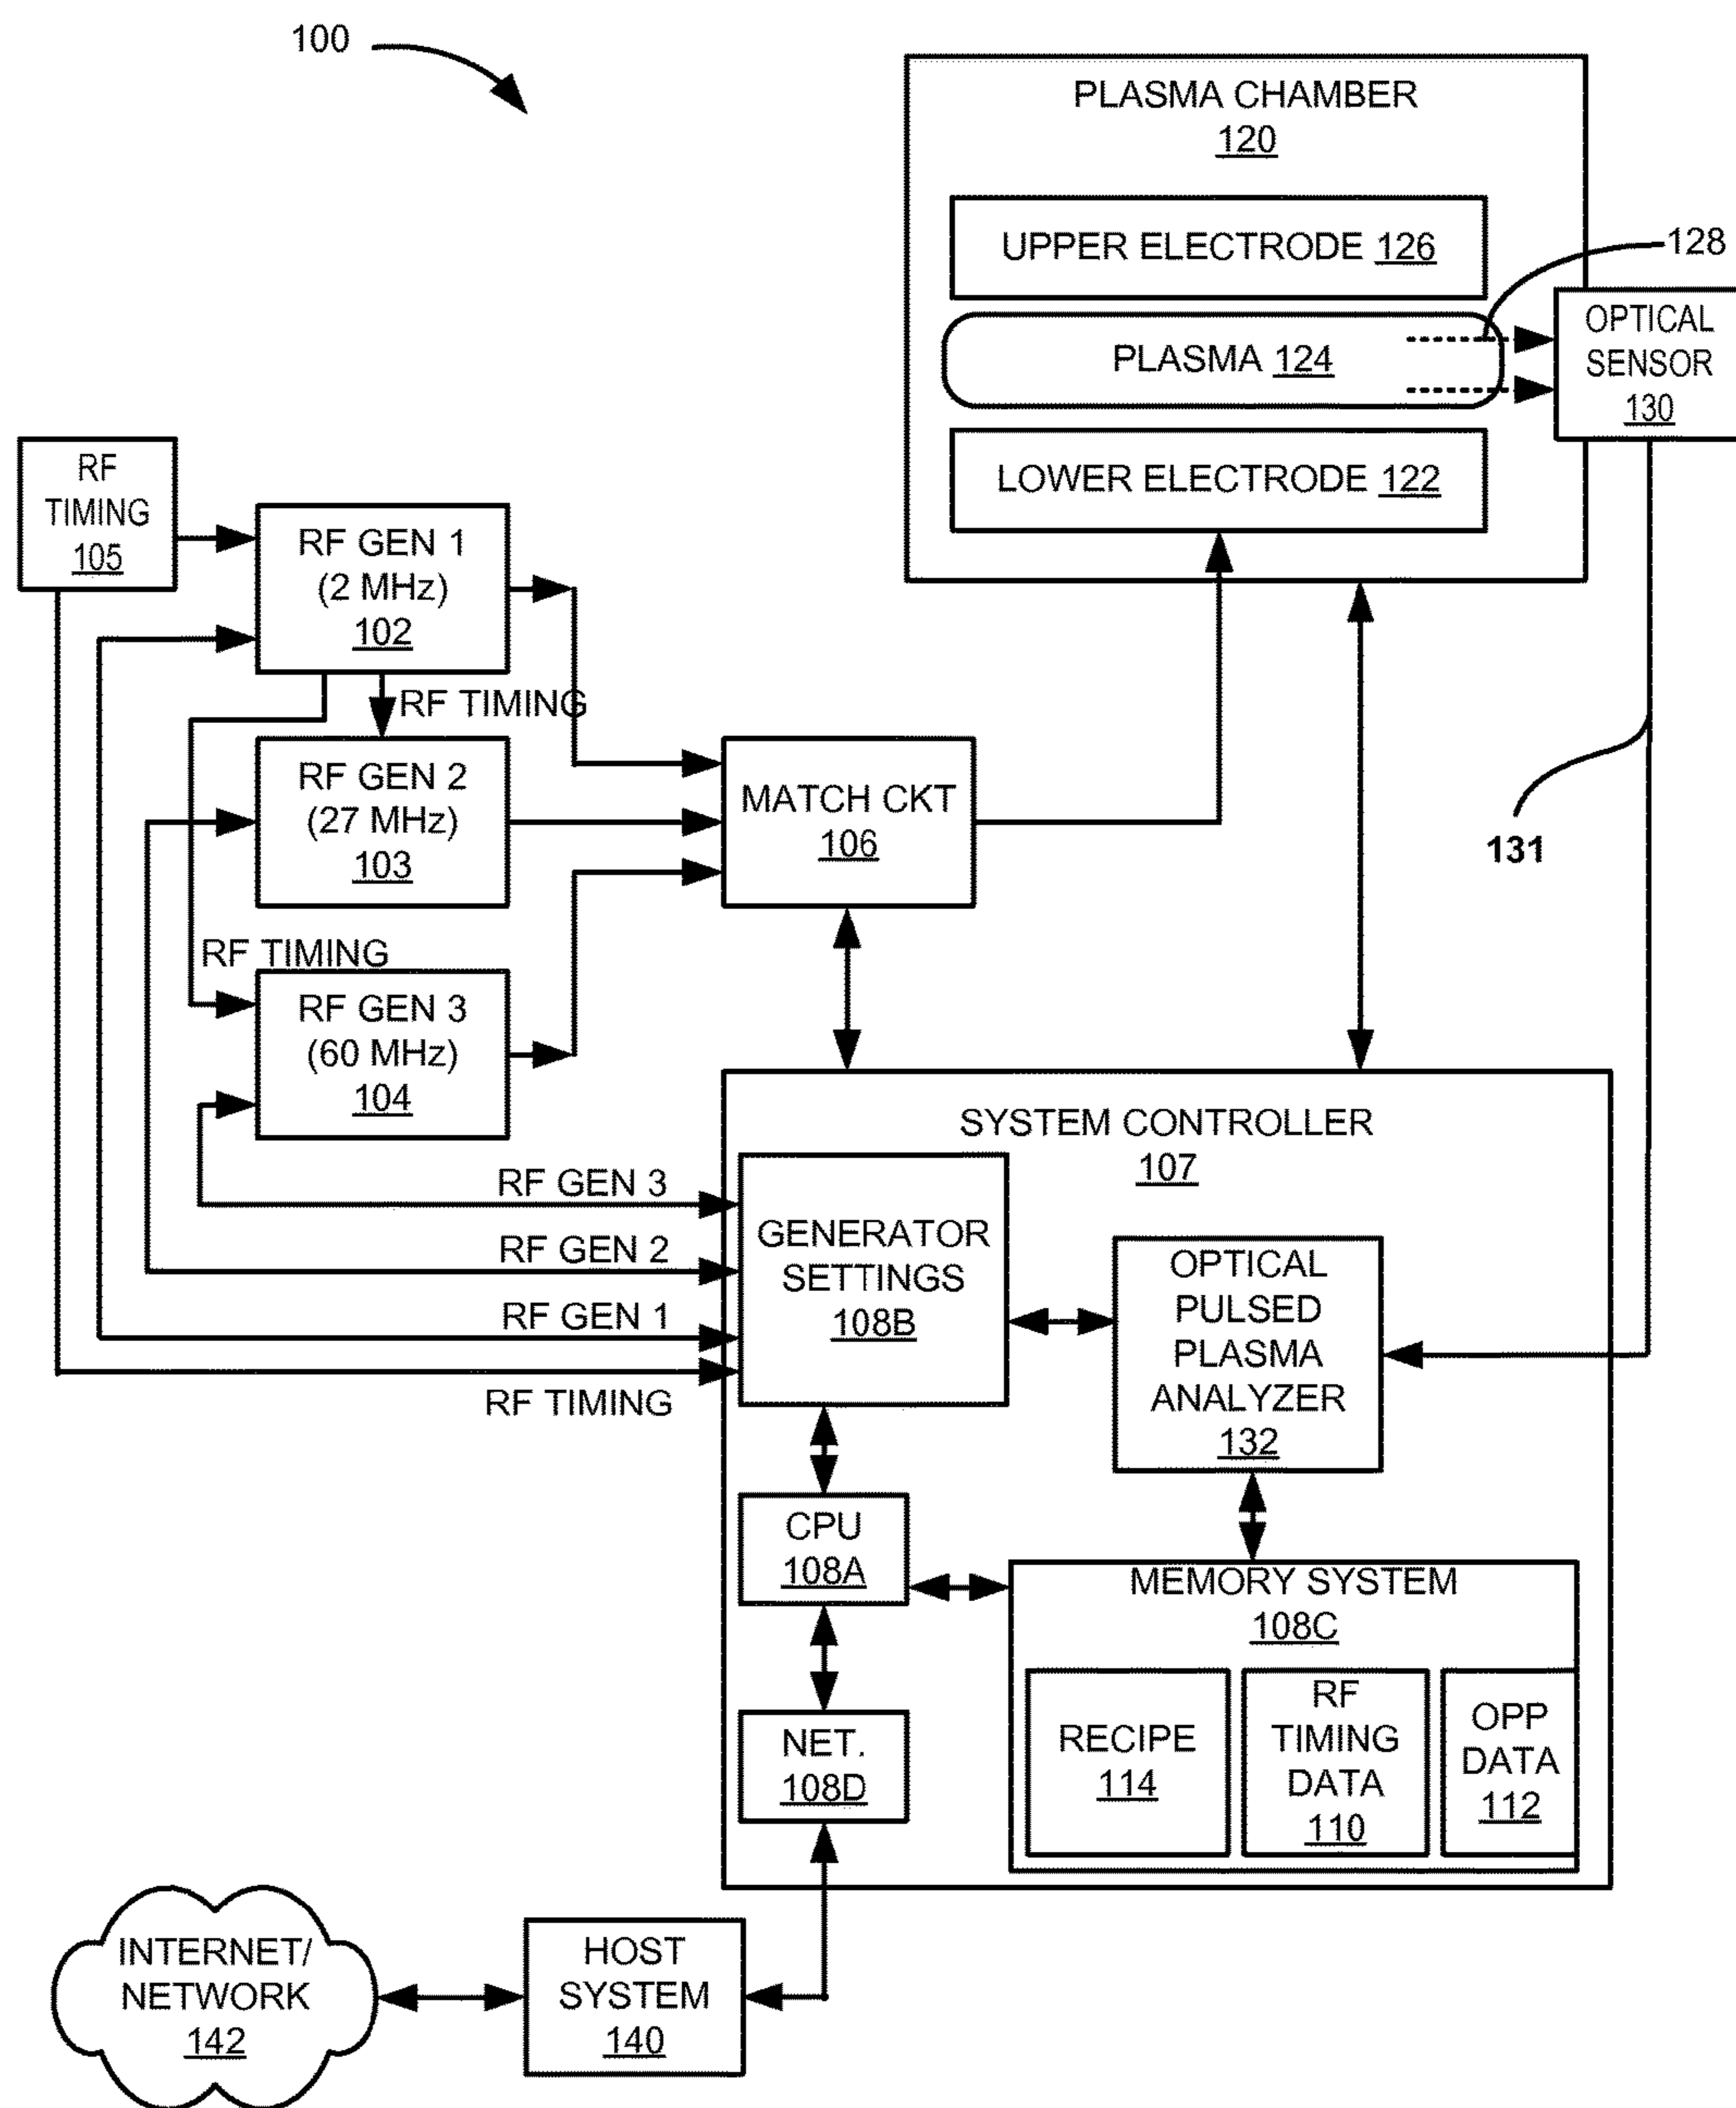 100
PLASMA CHAMBER
120
UPPER ELECTRODE 126
128
OPTICAL
SENSOR
130
PLASMA 124
LOWER ELECTRODE 122
RF
TIMING
105
RF GEN 1
(2 MHz)
102
RF TIMING
RF GEN 2
(27 MHz)
103
MATCH CKT
106
131
RF TIMING
RF GEN 3
(60 MHz)
104
SYSTEM CONTROLLER
107
RF GEN 3
RF GEN 2
RF GEN 1
RF TIMING
GENERATOR
SETTINGS
108B
OPTICAL
PULSED
PLASMA
ANALYZER
132
CPU
108A
MEMORY SYSTEM
108C
NET.
108D
RECIPE
114
RF
TIMING
DATA
110
OPP
DATA
112
INTERNET/
NETWORK
142
HOST
SYSTEM
140